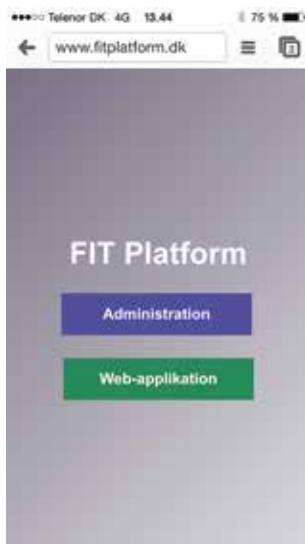 Telenor DK 4G 13.44 75 %
www.fitplatform.dk
FIT Platform
Administration
Web-applikation